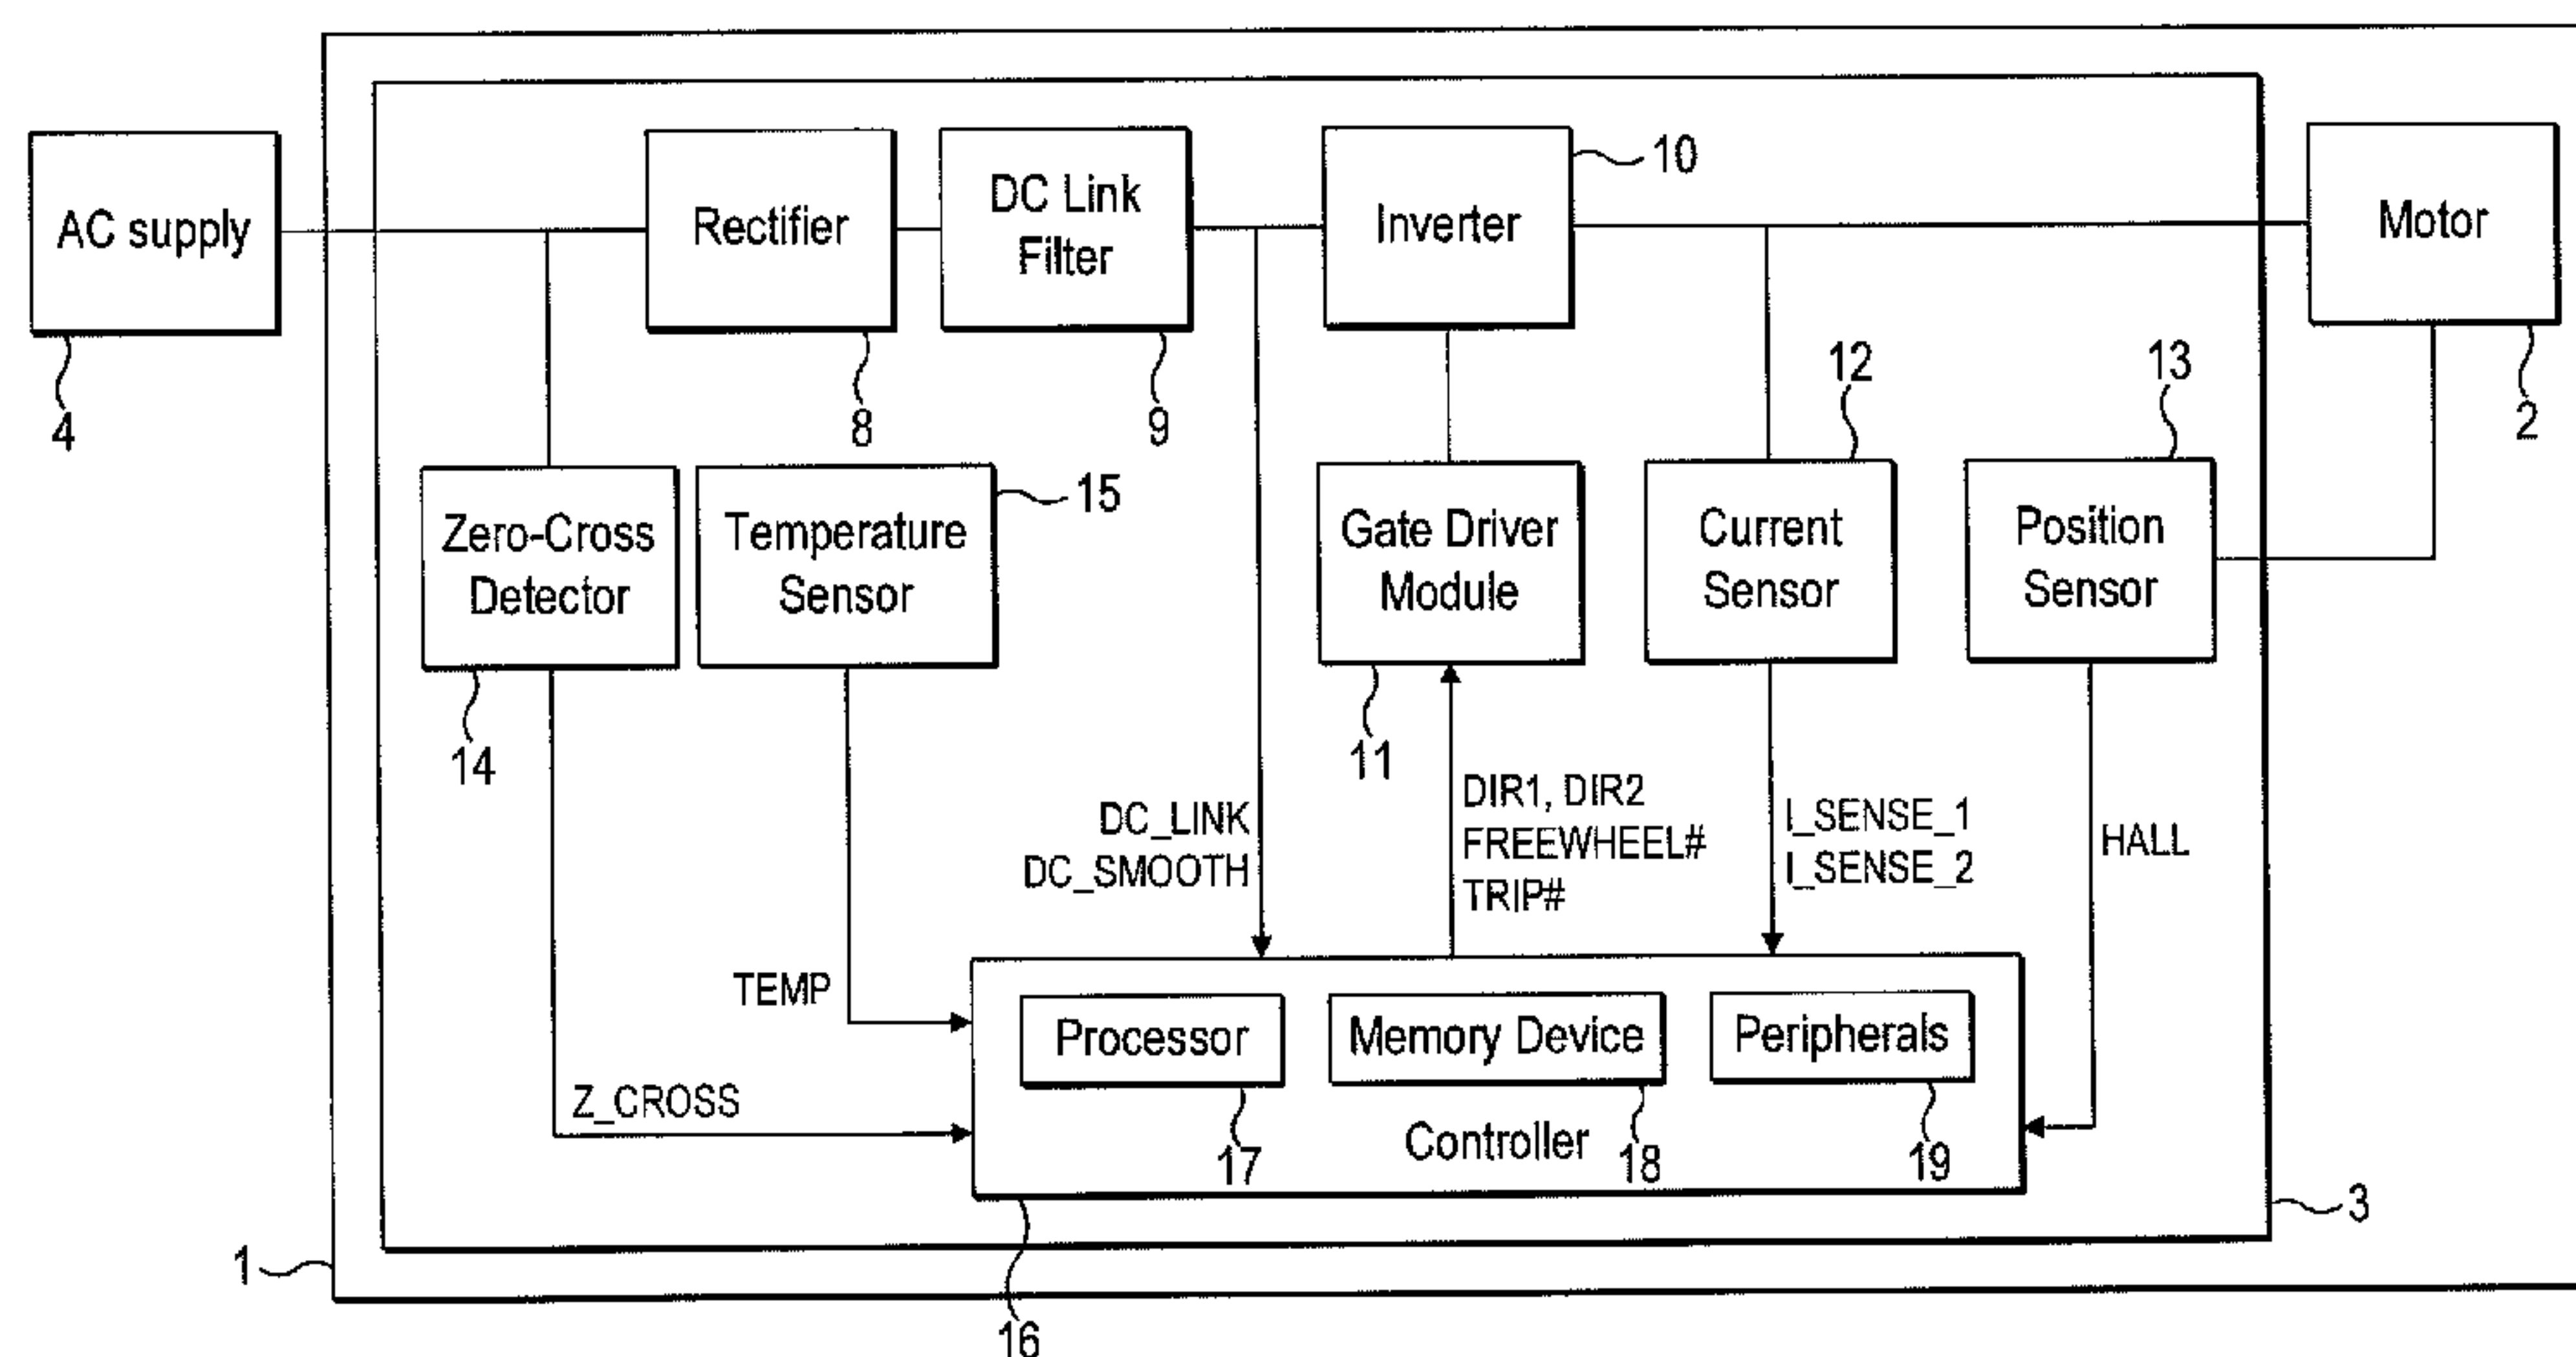 AC supply
Rectifier
DC Link
Filter
Inverter
10
Motor
4
8
9
12
13
2
Zero-Cross
Detector
Temperature
Sensor
15
Gate Driver
Module
Current
Sensor
Position
Sensor
14
11
DC_LINK
DC_SMOOTH
DIR1, DIR2
FREEWHEEL#
TRIP#
I_SENSE_1
I_SENSE_2
HALL
TEMP
Z_CROSS
Processor
Memory Device
Peripherals
17
Controller
18
19
3
1
16